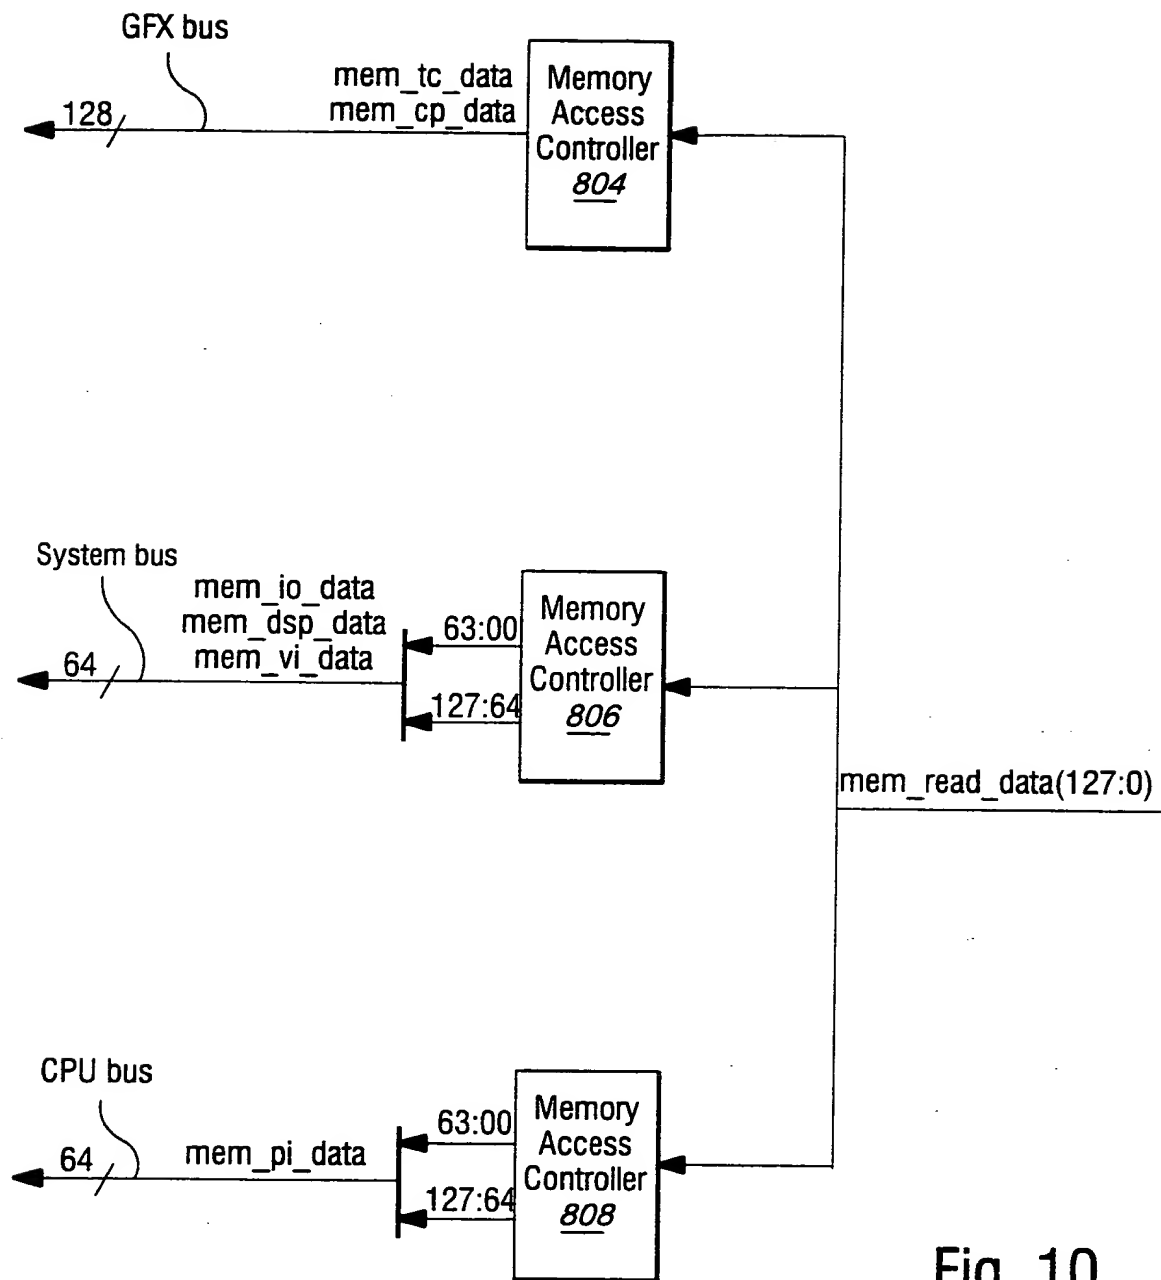 GFX bus
128
mem_tc_data
mem_cp_data
Memory
Access
Controller
804
System bus
64
mem_io_data
mem_dsp_data
mem_vi_data
63:00
127:64
Memory
Access
Controller
806
mem_read_data(127:0)
CPU bus
64
mem_pi_data
63:00
127:64
Memory
Access
Controller
808
Fig. 10